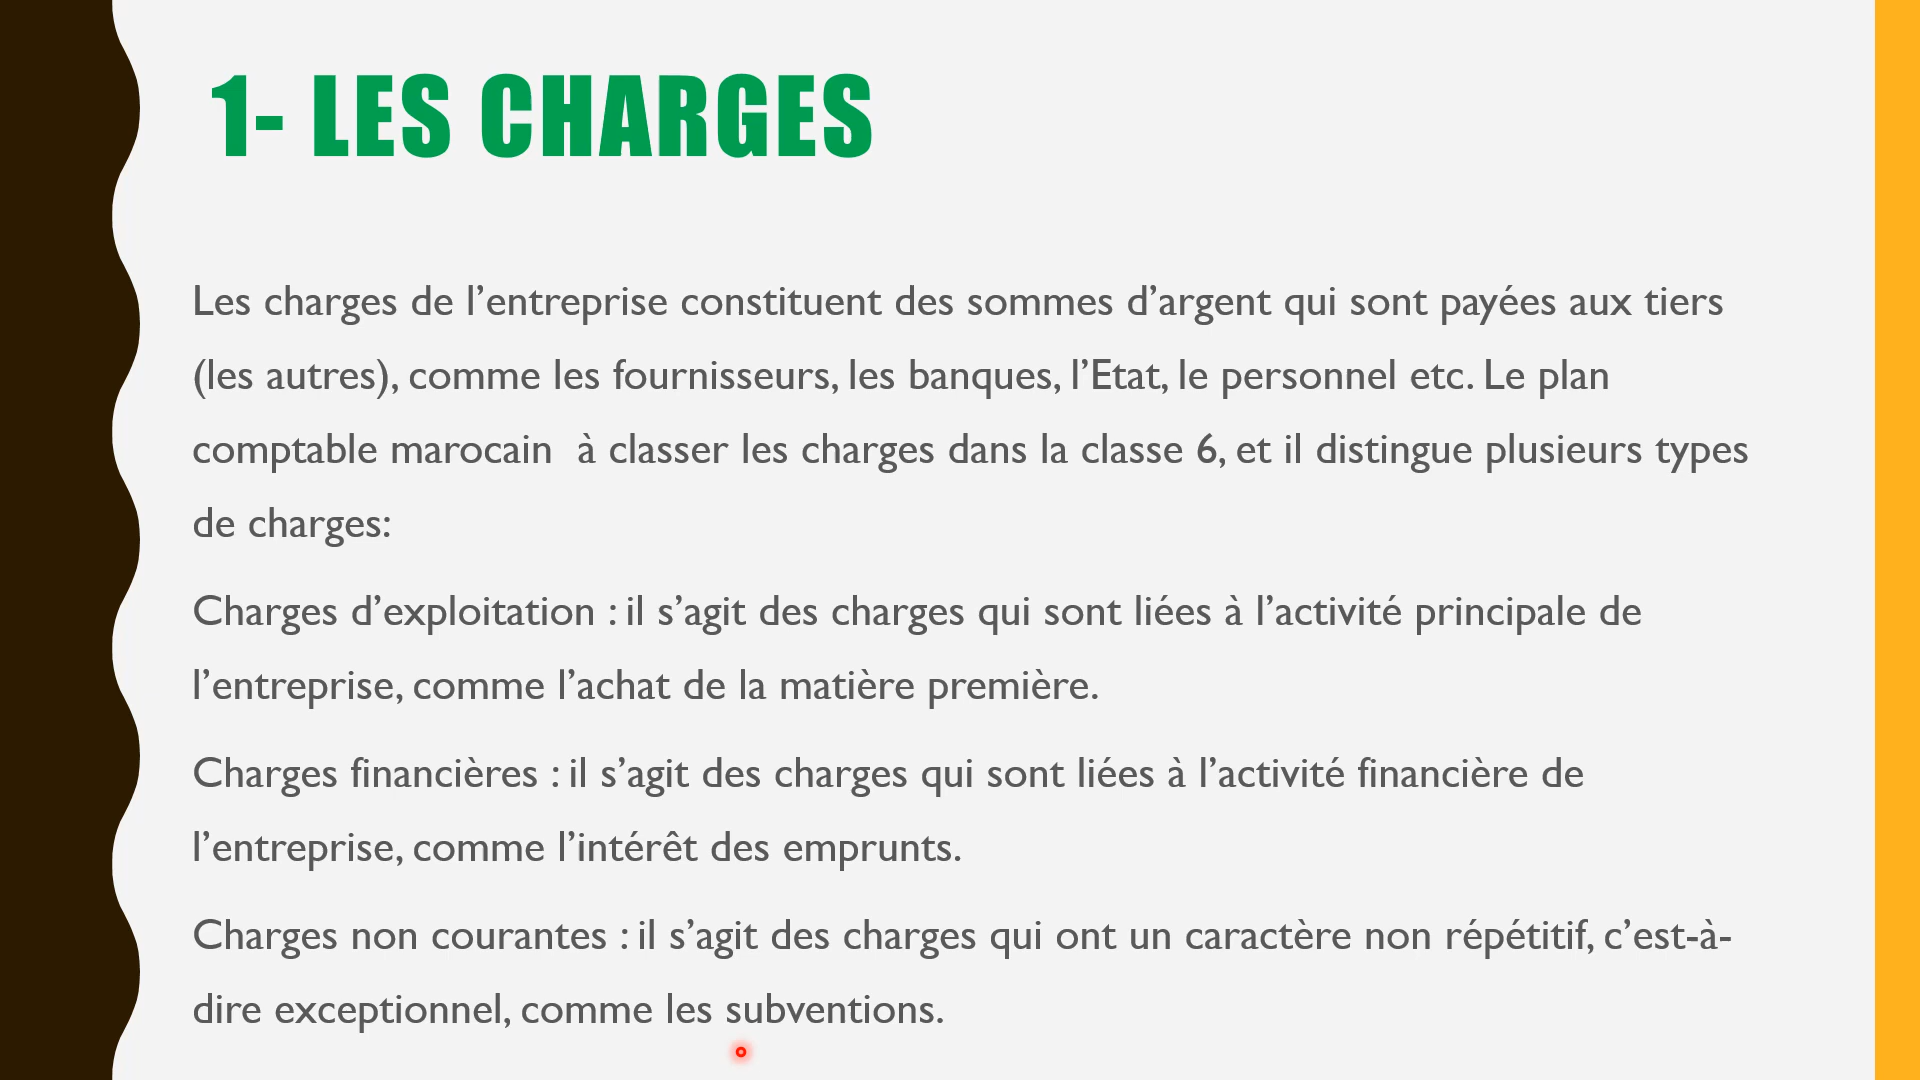 1- LES CHARGES
Les charges de l’entreprise constituent des sommes d’argent qui sont payées aux tiers
(les autres), comme les fournisseurs, les banques, l’Etat, le personnel etc. Le plan
comptable marocain  à classer les charges dans la classe 6, et il distingue plusieurs types
de charges:
Charges d’exploitation : il s’agit des charges qui sont liées à l’activité principale de
l’entreprise, comme l’achat de la matière première.
Charges financières : il s’agit des charges qui sont liées à l’activité financière de
l’entreprise, comme l’intérêt des emprunts.
Charges non courantes : il s’agit des charges qui ont un caractère non répétitif, c’est-à-
dire exceptionnel, comme les subventions.